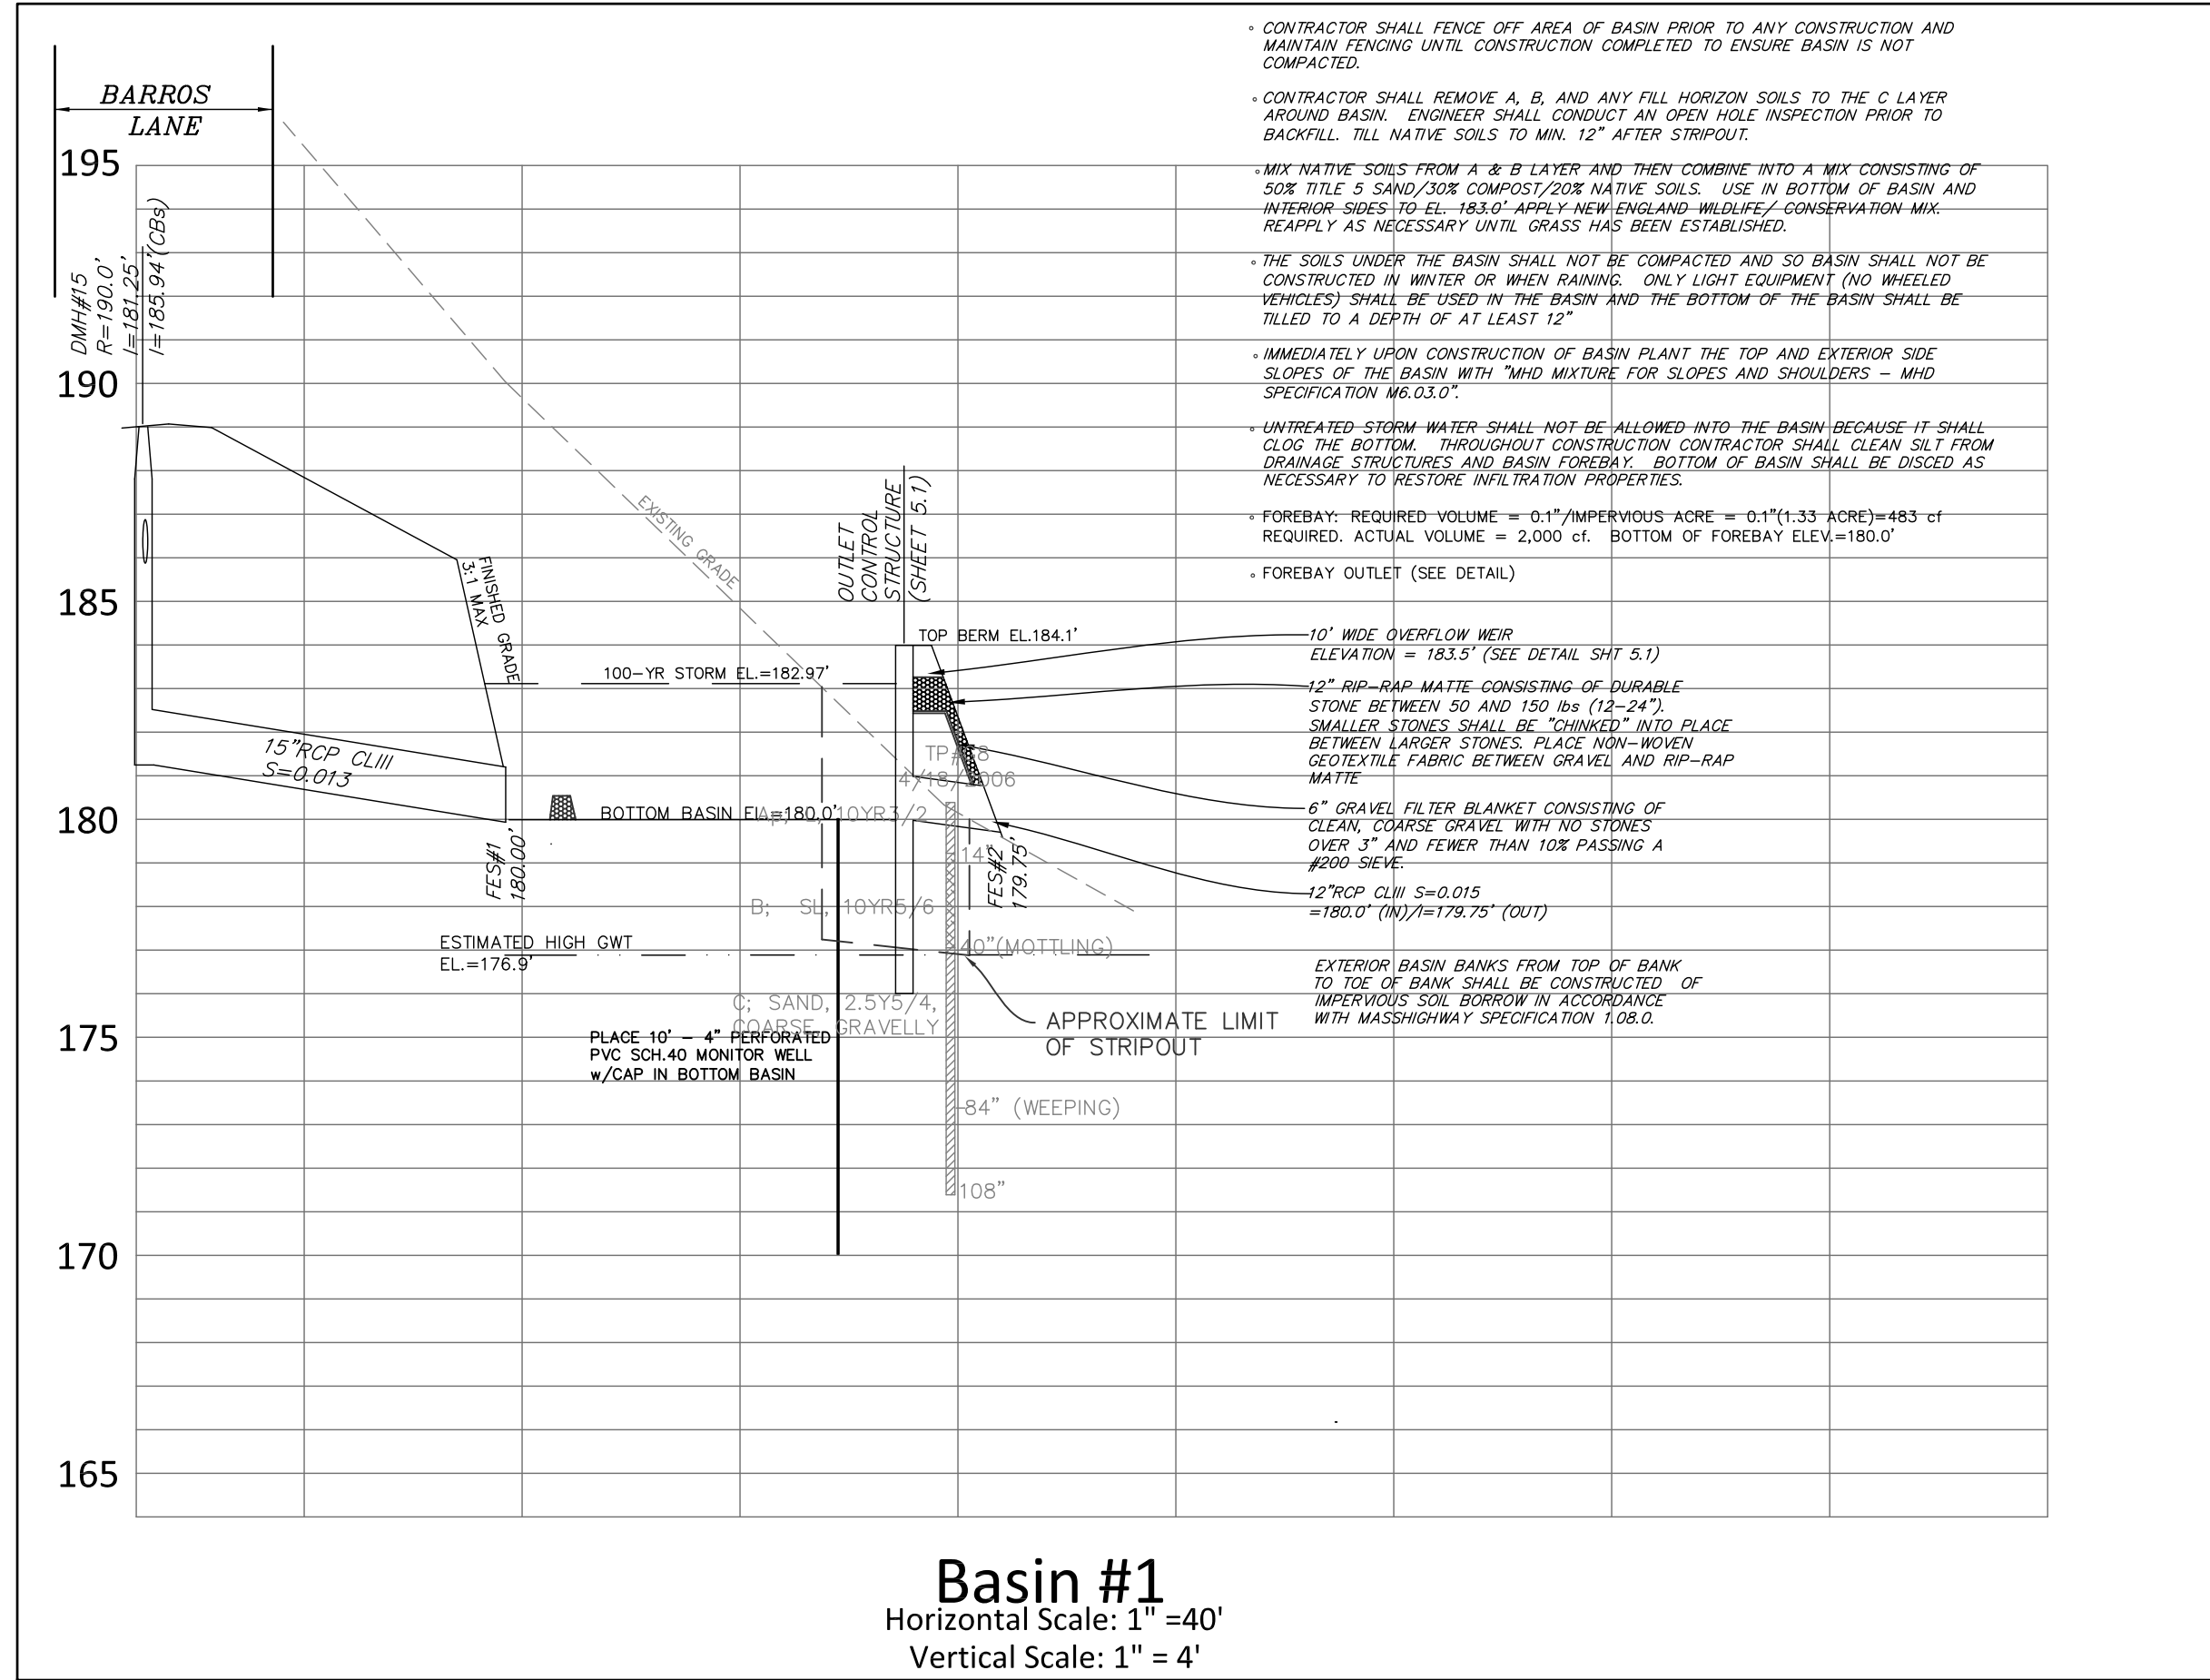 BARROS
LANE
195
190
185
180
175
170
165
DMH#15
R=190.0'
I=181.25'
I=185.94'(CBs)
FINISHED GRADE
3:1 MAX
EXISTING GRADE
15"RCP CLIII
S=0.013
100-YR STORM EL.=182.97'
OUTLET
CONTROL
STRUCTURE
(SHEET 5.1)
TOP BERM EL.184.1'
BOTTOM BASIN EL.=180.0'
FES#1
180.00'
FES#2
179.75'
4/18/2006
10YR3/2
14"
B; SL, 10YR5/6
40"(MOTTLING)
ESTIMATED HIGH GWT
EL.=176.9'
C; SAND, 2.5Y5/4,
COARSE, GRAVELLY
PLACE 10' - 4" PERFORATED
PVC SCH.40 MONITOR WELL
w/CAP IN BOTTOM BASIN
APPROXIMATE LIMIT
OF STRIPOUT
84" (WEEPING)
108"
◦ CONTRACTOR SHALL FENCE OFF AREA OF BASIN PRIOR TO ANY CONSTRUCTION AND
MAINTAIN FENCING UNTIL CONSTRUCTION COMPLETED TO ENSURE BASIN IS NOT
COMPACTED.
◦ CONTRACTOR SHALL REMOVE A, B, AND ANY FILL HORIZON SOILS TO THE C LAYER
AROUND BASIN. ENGINEER SHALL CONDUCT AN OPEN HOLE INSPECTION PRIOR TO
BACKFILL. TILL NATIVE SOILS TO MIN. 12" AFTER STRIPOUT.
◦ MIX NATIVE SOILS FROM A & B LAYER AND THEN COMBINE INTO A MIX CONSISTING OF
50% TITLE 5 SAND/30% COMPOST/20% NATIVE SOILS. USE IN BOTTOM OF BASIN AND
INTERIOR SIDES TO EL. 183.0' APPLY NEW ENGLAND WILDLIFE/ CONSERVATION MIX.
REAPPLY AS NECESSARY UNTIL GRASS HAS BEEN ESTABLISHED.
◦ THE SOILS UNDER THE BASIN SHALL NOT BE COMPACTED AND SO BASIN SHALL NOT BE
CONSTRUCTED IN WINTER OR WHEN RAINING. ONLY LIGHT EQUIPMENT (NO WHEELED
VEHICLES) SHALL BE USED IN THE BASIN AND THE BOTTOM OF THE BASIN SHALL BE
TILLED TO A DEPTH OF AT LEAST 12"
◦ IMMEDIATELY UPON CONSTRUCTION OF BASIN PLANT THE TOP AND EXTERIOR SIDE
SLOPES OF THE BASIN WITH "MHD MIXTURE FOR SLOPES AND SHOULDERS - MHD
SPECIFICATION M6.03.0".
◦ UNTREATED STORM WATER SHALL NOT BE ALLOWED INTO THE BASIN BECAUSE IT SHALL
CLOG THE BOTTOM. THROUGHOUT CONSTRUCTION CONTRACTOR SHALL CLEAN SILT FROM
DRAINAGE STRUCTURES AND BASIN FOREBAY. BOTTOM OF BASIN SHALL BE DISCED AS
NECESSARY TO RESTORE INFILTRATION PROPERTIES.
◦ FOREBAY: REQUIRED VOLUME = 0.1"/IMPERVIOUS ACRE = 0.1"(1.33 ACRE)=483 cf
REQUIRED. ACTUAL VOLUME = 2,000 cf. BOTTOM OF FOREBAY ELEV.=180.0'
◦ FOREBAY OUTLET (SEE DETAIL)
10' WIDE OVERFLOW WEIR
ELEVATION = 183.5' (SEE DETAIL SHT 5.1)
12" RIP-RAP MATTE CONSISTING OF DURABLE
STONE BETWEEN 50 AND 150 lbs (12-24").
SMALLER STONES SHALL BE "CHINKED" INTO PLACE
BETWEEN LARGER STONES. PLACE NON-WOVEN
GEOTEXTILE FABRIC BETWEEN GRAVEL AND RIP-RAP
MATTE
6" GRAVEL FILTER BLANKET CONSISTING OF
CLEAN, COARSE GRAVEL WITH NO STONES
OVER 3" AND FEWER THAN 10% PASSING A
#200 SIEVE.
12"RCP CLIII S=0.015
=180.0' (IN)/I=179.75' (OUT)
EXTERIOR BASIN BANKS FROM TOP OF BANK
TO TOE OF BANK SHALL BE CONSTRUCTED OF
IMPERVIOUS SOIL BORROW IN ACCORDANCE
WITH MASSHIGHWAY SPECIFICATION 1.08.0.
Basin #1
Horizontal Scale: 1" =40'
Vertical Scale: 1" = 4'